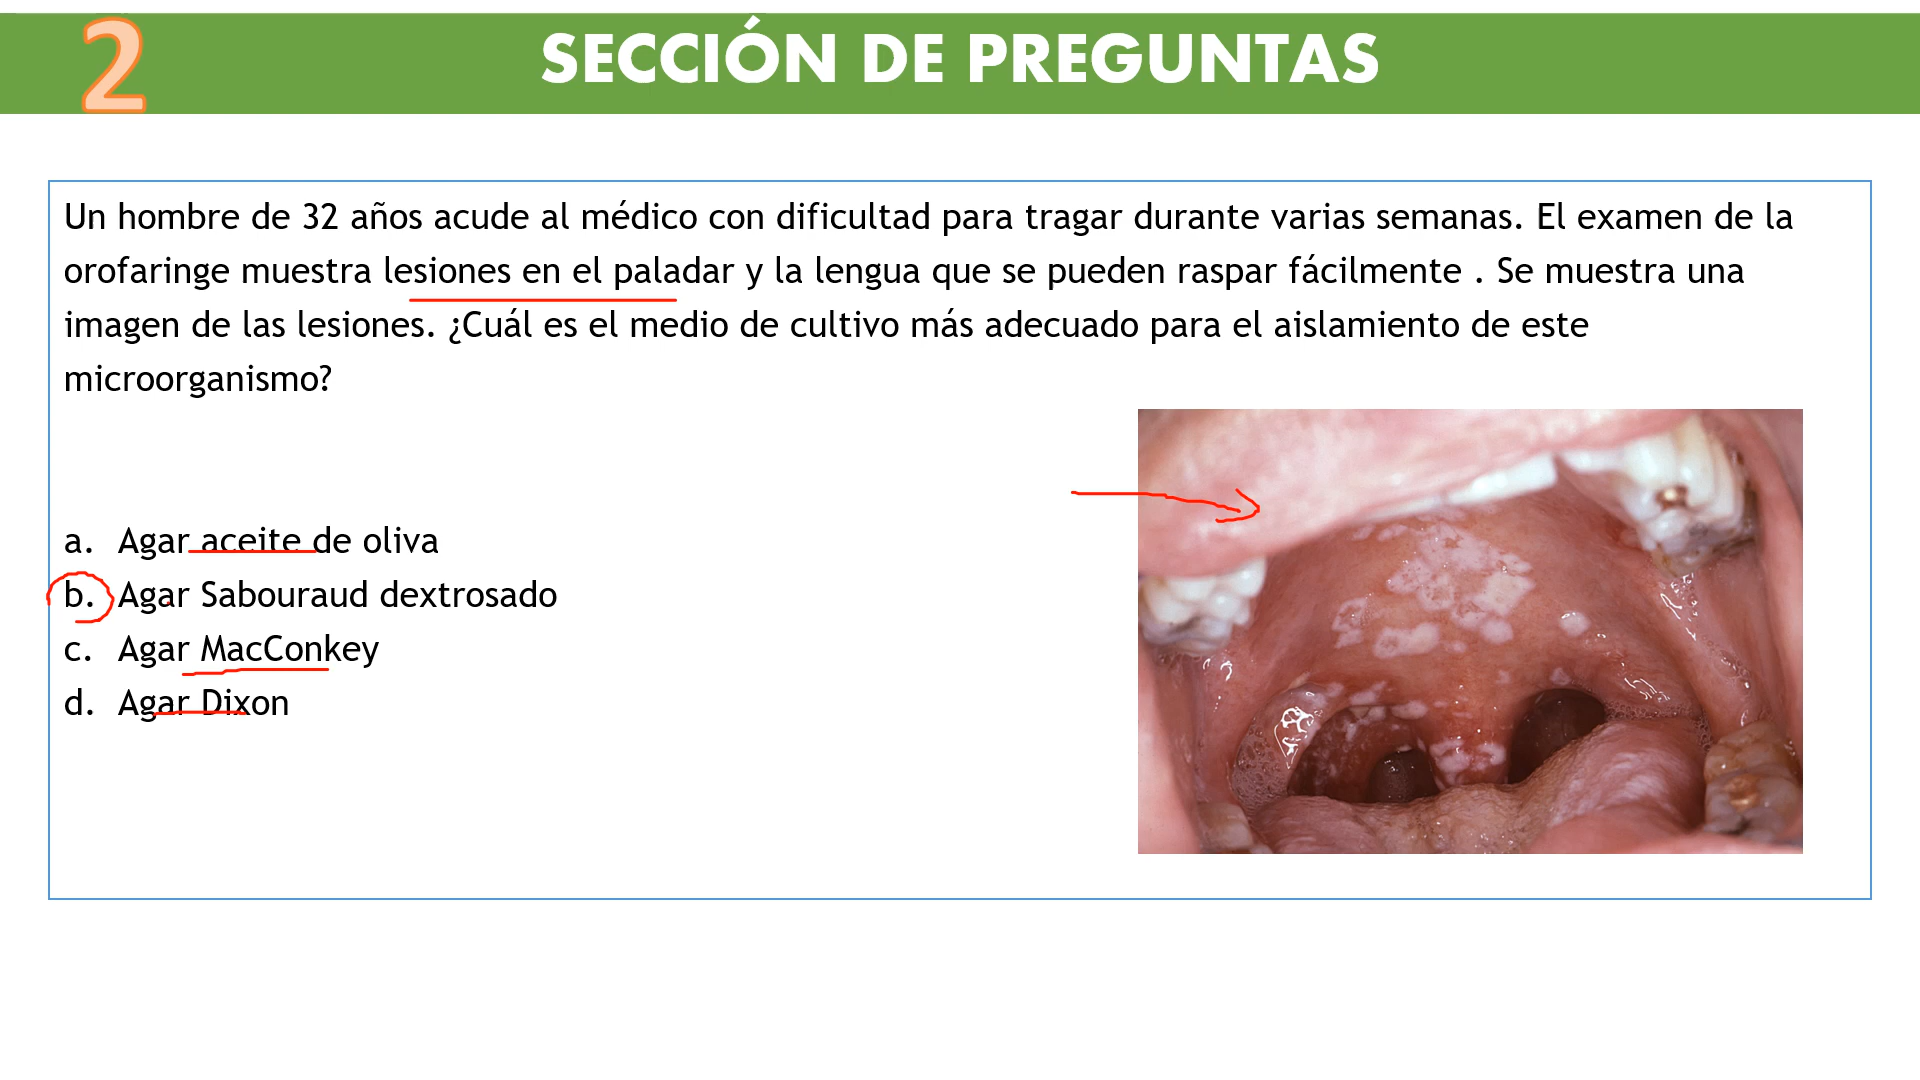 2
SECCIÓN DE PREGUNTAS
Un hombre de 32 años acude al médico con dificultad para tragar durante varias semanas. El examen de la
orofaringe muestra lesiones en el paladar y la lengua que se pueden raspar fácilmente . Se muestra una
imagen de las lesiones. ¿Cuál es el medio de cultivo más adecuado para el aislamiento de este
microorganismo?
a. Agar aceite de oliva
b. Agar Sabouraud dextrosado
c. Agar MacConkey
d. Agar Dixon